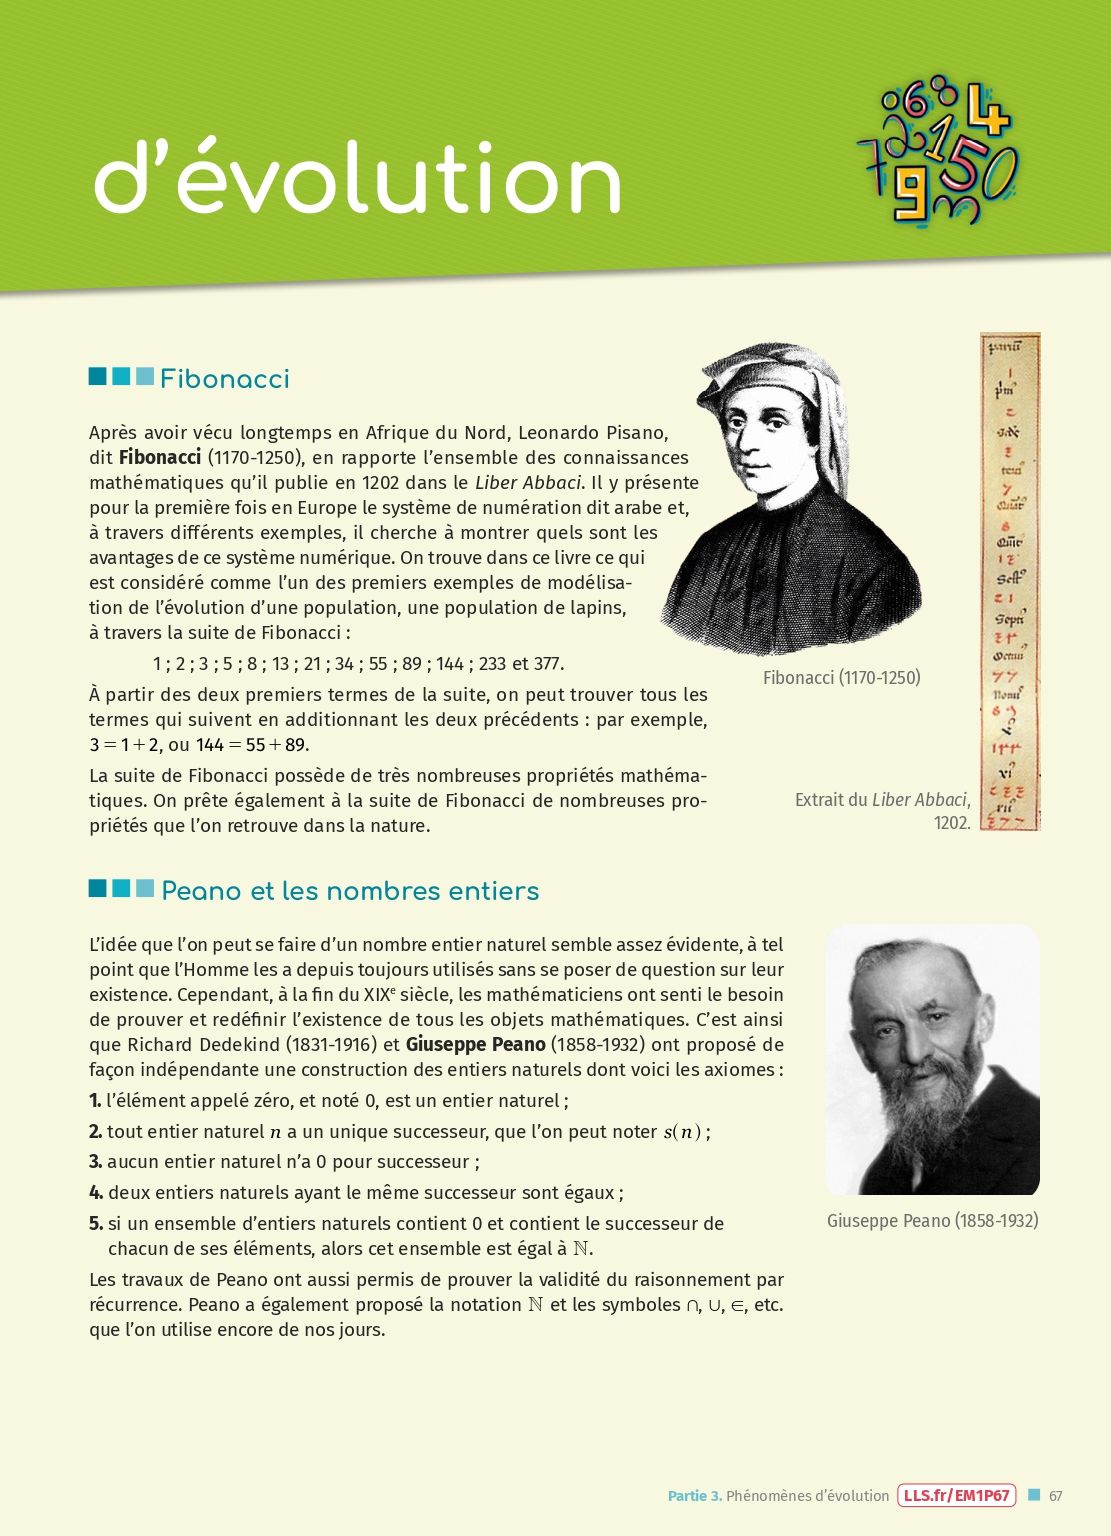 d’évolution
Fibonacci
Après avoir vécu longtemps en Afrique du Nord, Leonardo Pisano,
dit Fibonacci (1170-1250), en rapporte l’ensemble des connaissances
mathématiques qu’il publie en 1202 dans le Liber Abbaci. Il y présente
pour la première fois en Europe le système de numération dit arabe et,
à travers différents exemples, il cherche à montrer quels sont les
avantages de ce système numérique. On trouve dans ce livre ce qui
est considéré comme l’un des premiers exemples de modélisa-
tion de l’évolution d’une population, une population de lapins,
à travers la suite de Fibonacci :
1 ; 2 ; 3 ; 5 ; 8 ; 13 ; 21 ; 34 ; 55 ; 89 ; 144 ; 233 et 377.
À partir des deux premiers termes de la suite, on peut trouver tous les
termes qui suivent en additionnant les deux précédents : par exemple,
3 = 1 + 2, ou 144 = 55 + 89.
La suite de Fibonacci possède de très nombreuses propriétés mathéma-
tiques. On prête également à la suite de Fibonacci de nombreuses pro-
priétés que l’on retrouve dans la nature.
Fibonacci (1170-1250)
Extrait du Liber Abbaci,
1202.
Peano et les nombres entiers
L’idée que l’on peut se faire d’un nombre entier naturel semble assez évidente, à tel
point que l’Homme les a depuis toujours utilisés sans se poser de question sur leur
existence. Cependant, à la fin du XIXe siècle, les mathématiciens ont senti le besoin
de prouver et redéfinir l’existence de tous les objets mathématiques. C’est ainsi
que Richard Dedekind (1831-1916) et Giuseppe Peano (1858-1932) ont proposé de
façon indépendante une construction des entiers naturels dont voici les axiomes :
1. l’élément appelé zéro, et noté 0, est un entier naturel ;
2. tout entier naturel n a un unique successeur, que l’on peut noter s(n) ;
3. aucun entier naturel n’a 0 pour successeur ;
4. deux entiers naturels ayant le même successeur sont égaux ;
5. si un ensemble d’entiers naturels contient 0 et contient le successeur de
chacun de ses éléments, alors cet ensemble est égal à ℕ.
Les travaux de Peano ont aussi permis de prouver la validité du raisonnement par
récurrence. Peano a également proposé la notation ℕ et les symboles ∩, ∪, ∈, etc.
que l’on utilise encore de nos jours.
Giuseppe Peano (1858-1932)
Partie 3. Phénomènes d’évolution LLS.fr/EM1P67 67